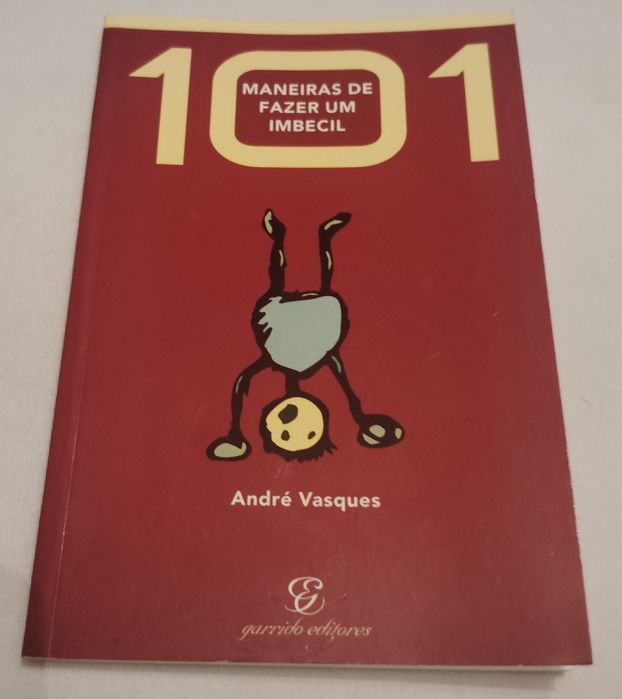 101
MANEIRAS DE
FAZER UM
IMBECIL
André Vasques
garrido editores